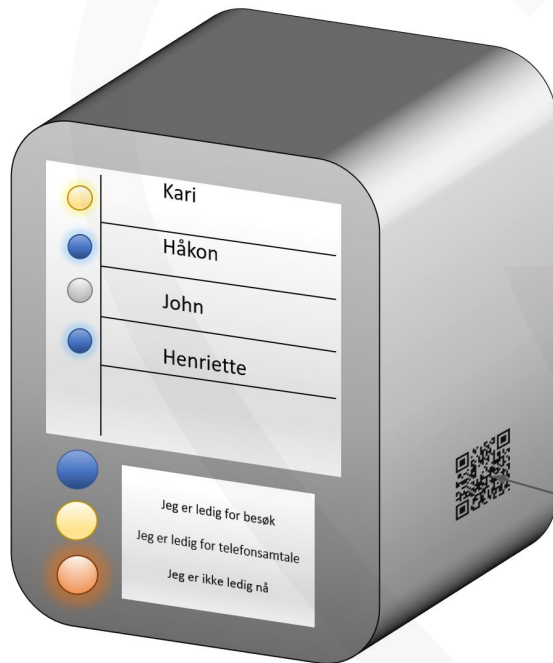 Kari
Håkon
John
Henriette
Jeg er ledig for besøk
Jeg er ledig for telefonsamtale
Jeg er ikke ledig nå